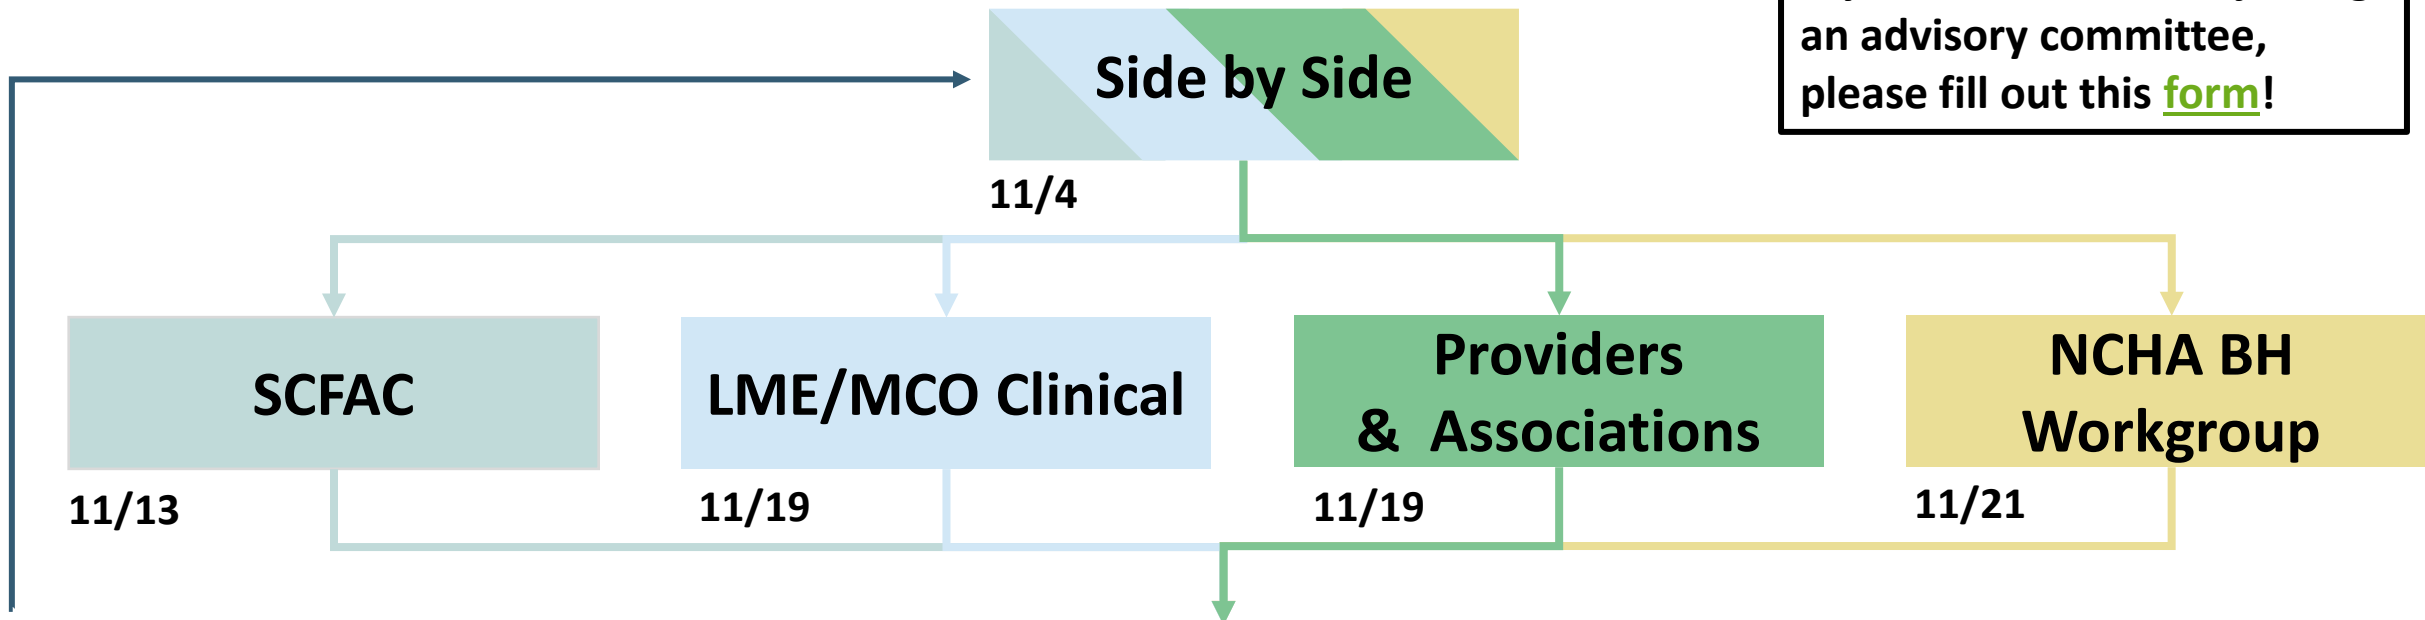 Side by Side
an advisory committee,
please fill out this form!
11/4
SCFAC
LME/MCO Clinical
Providers
& Associations
NCHA BH
Workgroup
11/13
11/19
11/19
11/21